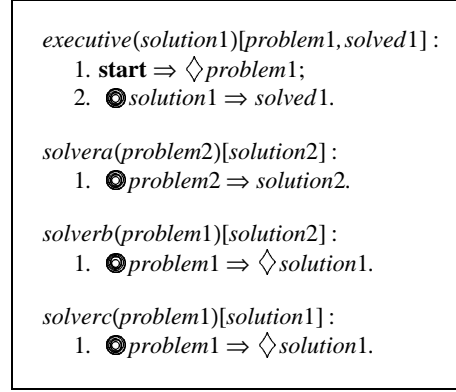 executive(solution1)[problem1, solved1] :
1. start ⇒ ◇problem1;
2. ◎solution1 ⇒ solved1.
solvera(problem2)[solution2] :
1. ◎problem2 ⇒ solution2.
solverb(problem1)[solution2] :
1. ◎problem1 ⇒ ◇solution1.
solverc(problem1)[solution1] :
1. ◎problem1 ⇒ ◇solution1.